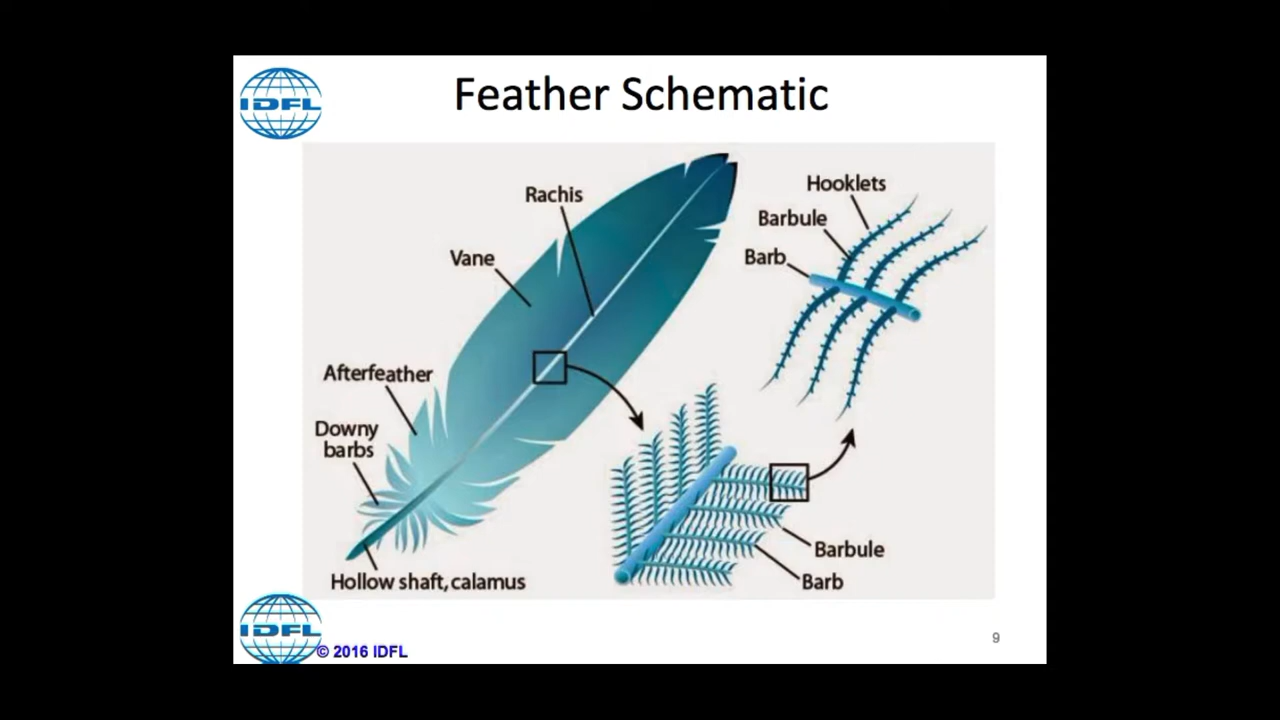 IDFL
Feather Schematic
Rachis
Vane
Afterfeather
Downy
barbs
Hollow shaft, calamus
Hooklets
Barbule
Barb
Barbule
Barb
IDFL
© 2016 IDFL
9